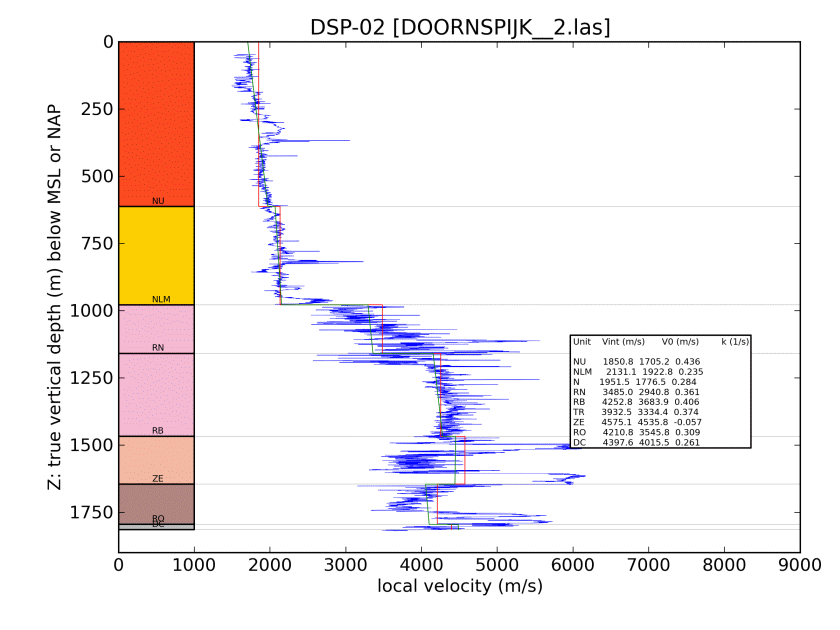 DSP-02 [DOORNSPIJK__2.las]
Z: true vertical depth (m) below MSL or NAP
0
250
500
750
1000
1250
1500
1750
NU
NLM
RN
RB
ZE
RO
DC
Unit Vint (m/s) V0 (m/s) k (1/s)
NU 1850.8 1705.2 0.436
NLM 2131.1 1922.8 0.235
N 1951.5 1776.5 0.284
RN 3485.0 2940.8 0.361
RB 4252.8 3683.9 0.406
TR 3932.5 3334.4 0.374
ZE 4575.1 4535.8 -0.057
RO 4210.8 3545.8 0.309
DC 4397.6 4015.5 0.261
0 1000 2000 3000 4000 5000 6000 7000 8000 9000
local velocity (m/s)